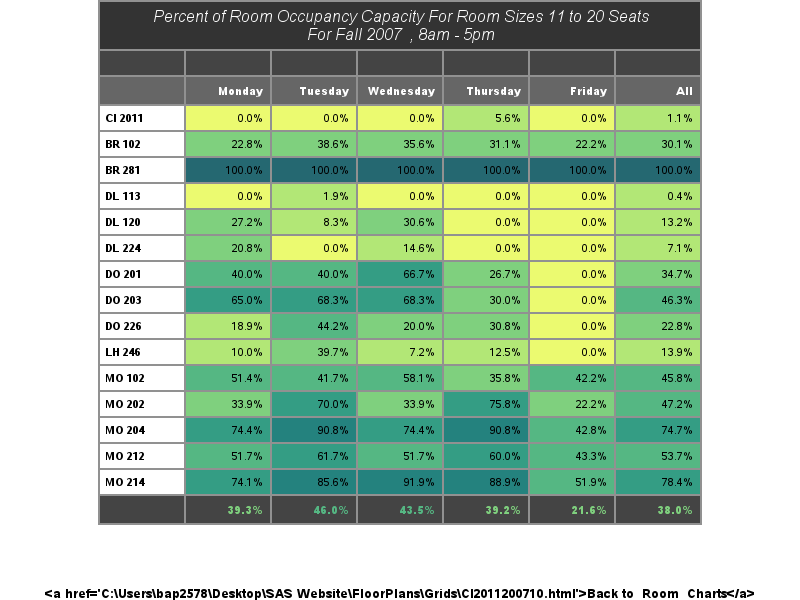 Percent of Room Occupancy Capacity For Room Sizes 11 to 20 Seats
For Fall 2007 , 8am - 5pm
Monday Tuesday Wednesday Thursday Friday All
CI 2011 0.0% 0.0% 0.0% 5.6% 0.0% 1.1%
BR 102 22.8% 38.6% 35.6% 31.1% 22.2% 30.1%
BR 281 100.0% 100.0% 100.0% 100.0% 100.0% 100.0%
DL 113 0.0% 1.9% 0.0% 0.0% 0.0% 0.4%
DL 120 27.2% 8.3% 30.6% 0.0% 0.0% 13.2%
DL 224 20.8% 0.0% 14.6% 0.0% 0.0% 7.1%
DO 201 40.0% 40.0% 66.7% 26.7% 0.0% 34.7%
DO 203 65.0% 68.3% 68.3% 30.0% 0.0% 46.3%
DO 226 18.9% 44.2% 20.0% 30.8% 0.0% 22.8%
LH 246 10.0% 39.7% 7.2% 12.5% 0.0% 13.9%
MO 102 51.4% 41.7% 58.1% 35.8% 42.2% 45.8%
MO 202 33.9% 70.0% 33.9% 75.8% 22.2% 47.2%
MO 204 74.4% 90.8% 74.4% 90.8% 42.8% 74.7%
MO 212 51.7% 61.7% 51.7% 60.0% 43.3% 53.7%
MO 214 74.1% 85.6% 91.9% 88.9% 51.9% 78.4%
39.3% 46.0% 43.5% 39.2% 21.6% 38.0%
<a href='C:\Users\bap2578\Desktop\SAS Website\FloorPlans\Grids\CI2011200710.html'>Back to Room Charts</a>